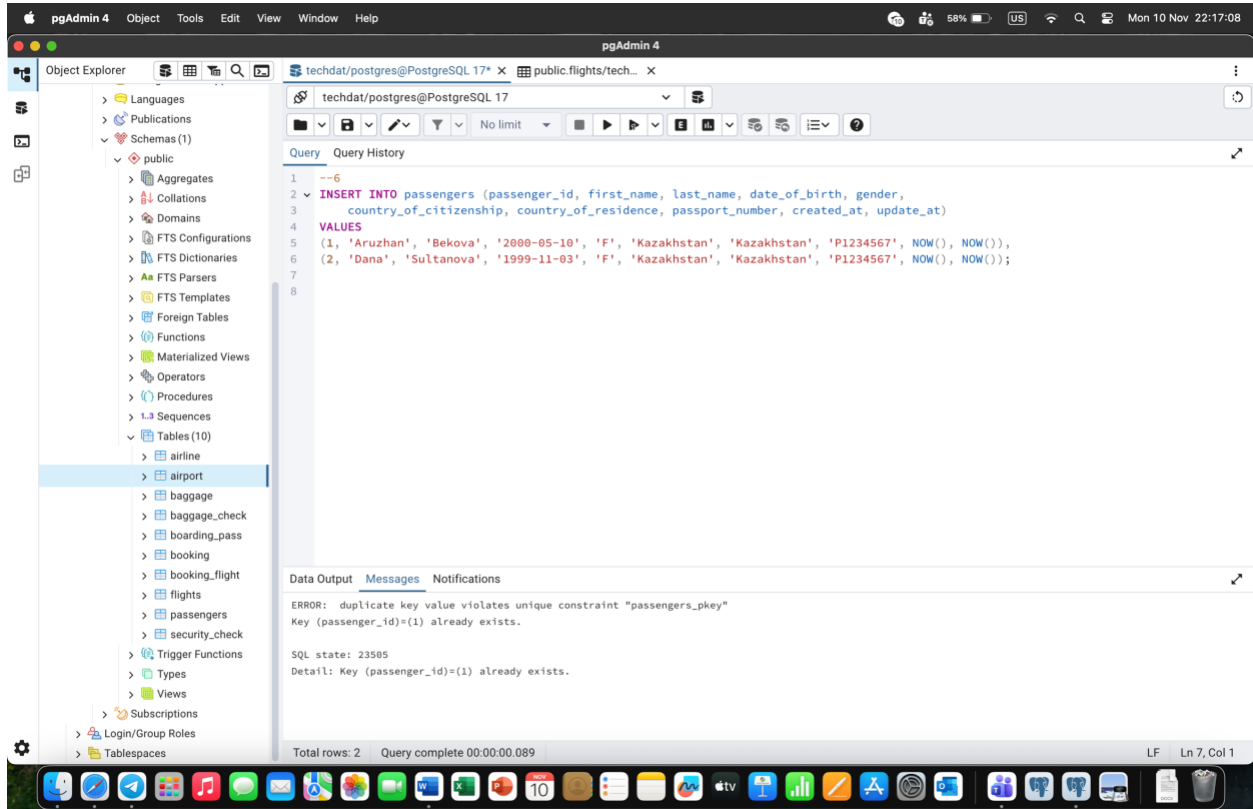 pgAdmin 4 Object Tools Edit View Window Help
58% US Mon 10 Nov 22:17:08
pgAdmin 4
Object Explorer
techdat/postgres@PostgreSQL 17* public.flights/tech...
Languages
Publications
Schemas (1)
public
Aggregates
Collations
Domains
FTS Configurations
FTS Dictionaries
Aa FTS Parsers
FTS Templates
Foreign Tables
Functions
Materialized Views
Operators
Procedures
1..3 Sequences
Tables (10)
airline
airport
baggage
baggage_check
boarding_pass
booking
booking_flight
flights
passengers
security_check
Trigger Functions
Types
Views
Subscriptions
Login/Group Roles
Tablespaces
techdat/postgres@PostgreSQL 17
No limit
E
Query Query History
1 --6
2 INSERT INTO passengers (passenger_id, first_name, last_name, date_of_birth, gender,
3 country_of_citizenship, country_of_residence, passport_number, created_at, update_at)
4 VALUES
5 (1, 'Aruzhan', 'Bekova', '2000-05-10', 'F', 'Kazakhstan', 'Kazakhstan', 'P1234567', NOW(), NOW()),
6 (2, 'Dana', 'Sultanova', '1999-11-03', 'F', 'Kazakhstan', 'Kazakhstan', 'P1234567', NOW(), NOW());
7
8
Data Output Messages Notifications
ERROR: duplicate key value violates unique constraint "passengers_pkey"
Key (passenger_id)=(1) already exists.
SQL state: 23505
Detail: Key (passenger_id)=(1) already exists.
Total rows: 2 Query complete 00:00:00.089 LF Ln 7, Col 1
NOV
10
tv